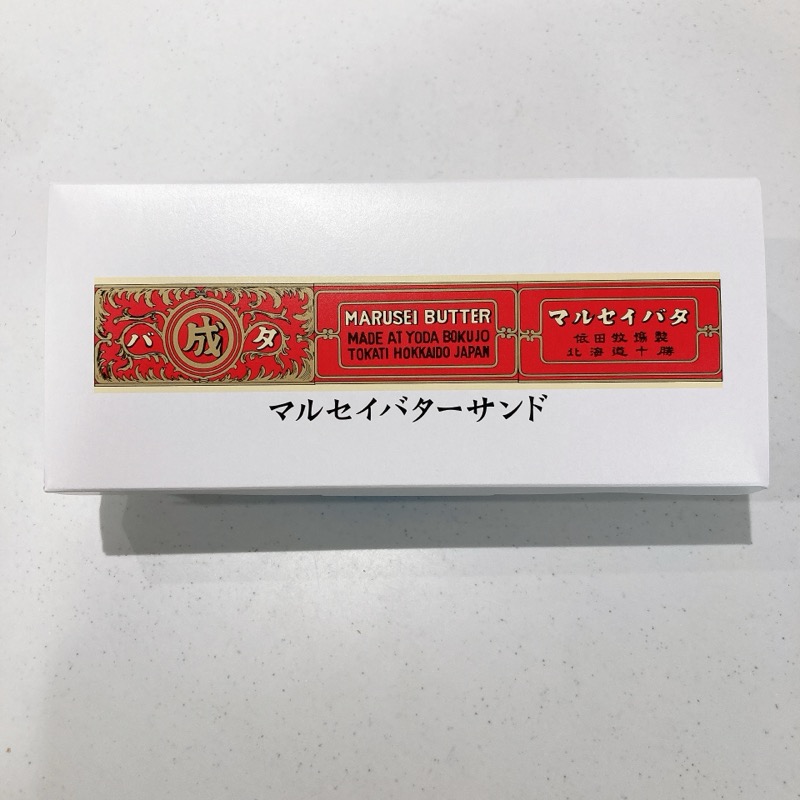 バ成タ
MARUSEI BUTTER
MADE AT YODA BOKUJO
TOKATI HOKKAIDO JAPAN
マルセイバタ
依田牧場製
北海道十勝
マルセイバターサンド